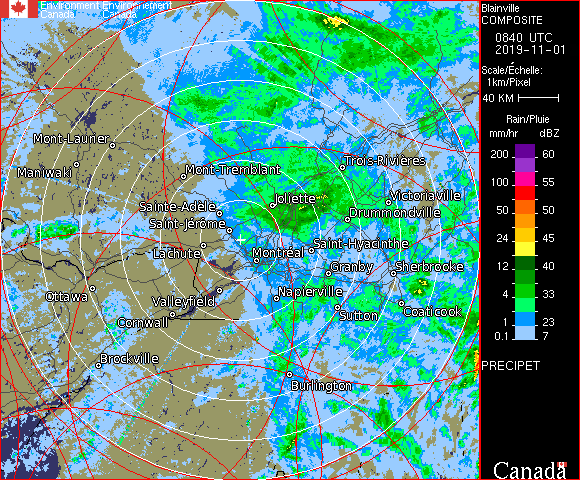 Environment Environnement
Canada Canada
Blainville
COMPOSITE
0840 UTC
2019-11-01
Scale/Échelle:
1km/Pixel
40 KM
Rain/Pluie
mm/hr dBZ
200 60
100 55
50 50
24 45
12 40
4 33
1 23
0.1 7
PRECIPET
Canada
Mont-Laurier
Maniwaki
Mont-Tremblant
Trois-Rivières
Joliette
Victoriaville
Sainte-Adèle
Drummondville
Saint-Jérôme
Lachute
Montréal
Saint-Hyacinthe
Granby
Sherbrooke
Ottawa
Valleyfield
Napierville
Cornwall
Sutton
Coaticook
Brockville
Burlington